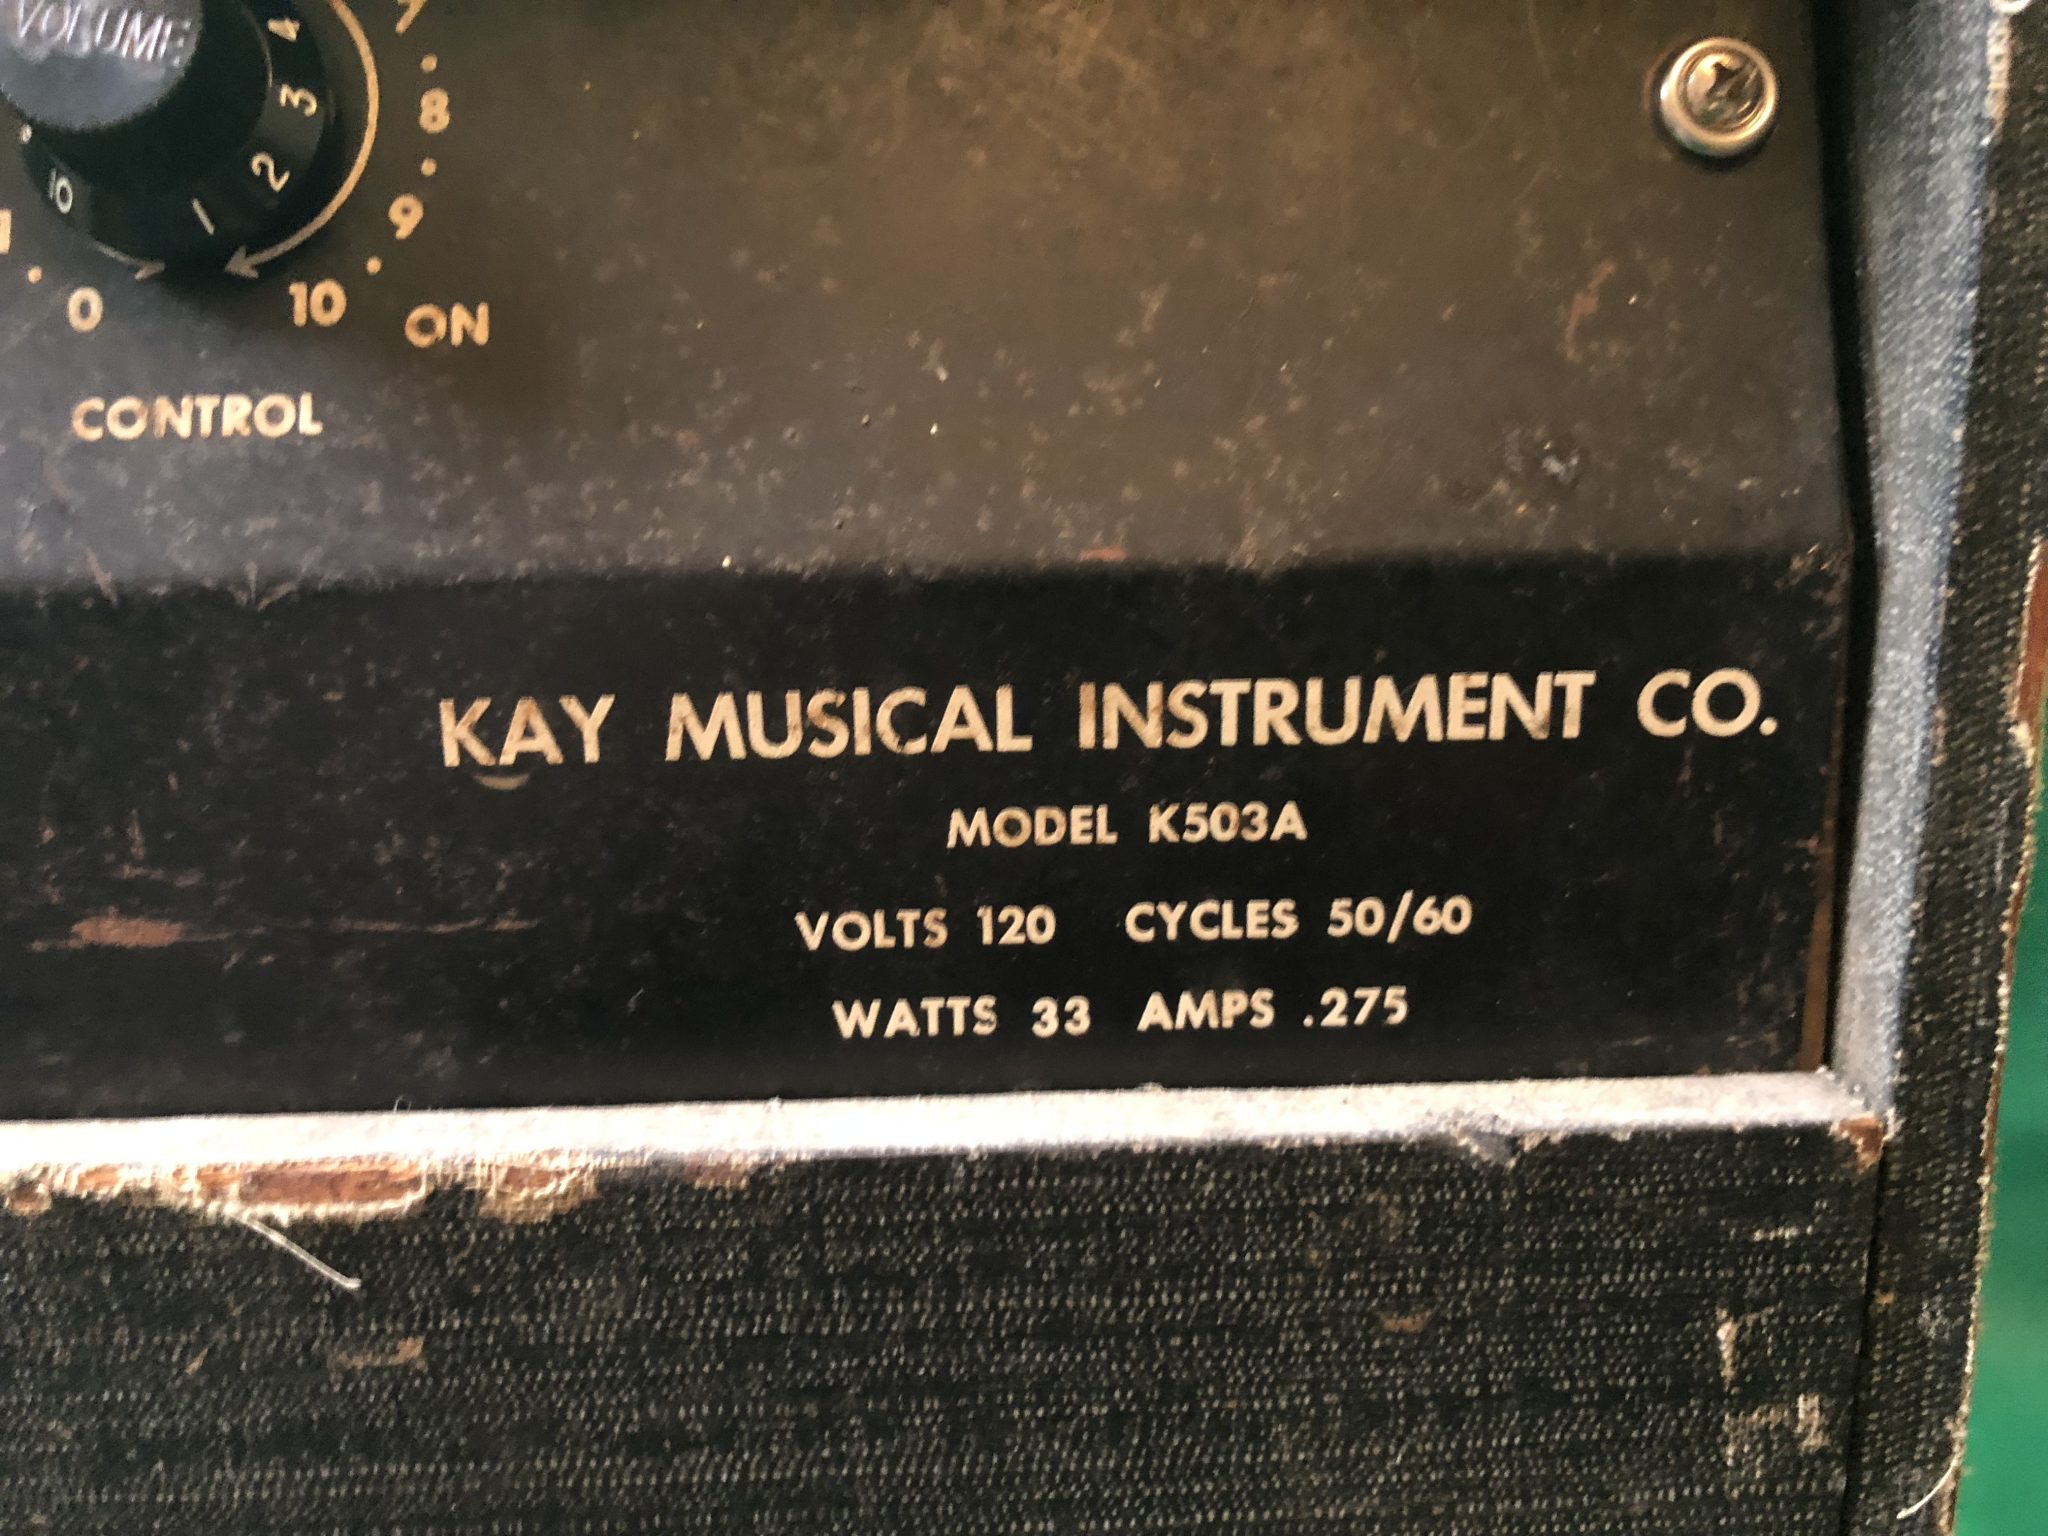 VOLUME
4
3
2
1
10
7
8
9
10
0
ON
CONTROL
KAY MUSICAL INSTRUMENT CO.
MODEL K503A
VOLTS 120 CYCLES 50/60
WATTS 33 AMPS .275